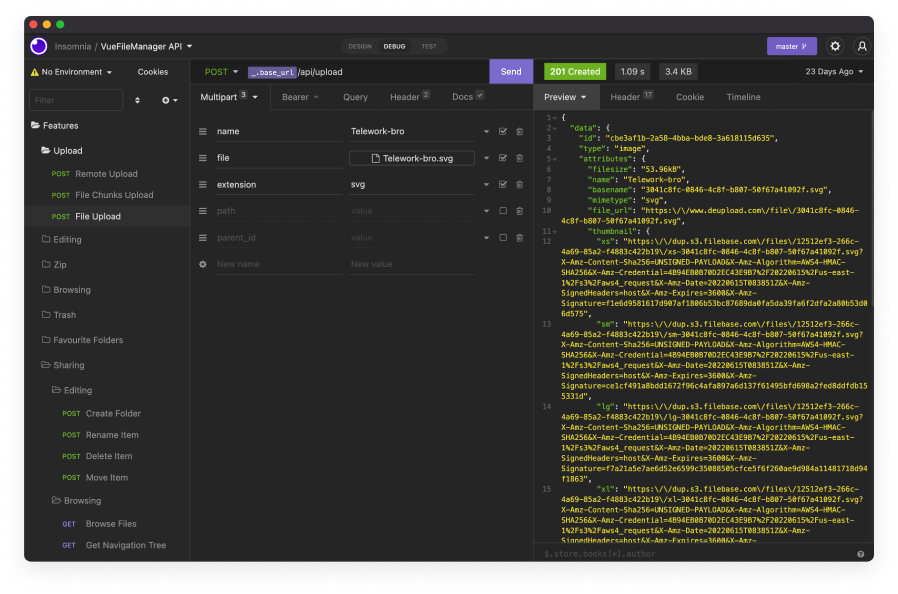 Insomnia / VueFileManager API
DESIGN DEBUG TEST
master
No Environment
Cookies
Filter
Features
Upload
POST Remote Upload
POST File Chunks Upload
POST File Upload
Editing
Zip
Browsing
Trash
Favourite Folders
Sharing
Editing
POST Create Folder
POST Rename Item
POST Delete Item
POST Move Item
Browsing
GET Browse Files
GET Get Navigation Tree
POST _.base_url /api/upload Send
Multipart 3 Bearer Query Header 2 Docs
name Telework-bro
file Telework-bro.svg
extension svg
path value
parent_id value
New name New value
201 Created 1.09 s 3.4 KB 23 Days Ago
Preview Header 17 Cookie Timeline
1 {
2 "data": {
3 "id": "cbe3af1b-2a58-4bba-bde8-3a618115d635",
4 "type": "image",
5 "attributes": {
6 "filesize": "53.96kB",
7 "name": "Telework-bro",
8 "basename": "3041c8fc-0846-4c8f-b807-50f67a41092f.svg",
9 "mimetype": "svg",
10 "file_url": "https:\/\/www.deupload.com\/file\/3041c8fc-0846-
4c8f-b807-50f67a41092f.svg",
11 "thumbnail": {
12 "xs": "https:\/\/dup.s3.filebase.com\/files\/12512ef3-266c-
4a69-85a2-f4883c422b19\/xs-3041c8fc-0846-4c8f-b807-50f67a41092f.svg?
X-Amz-Content-Sha256=UNSIGNED-PAYLOAD&X-Amz-Algorithm=AWS4-HMAC-
SHA256&X-Amz-Credential=4B94EB0B70D2EC43E9B7%2F20220615%2Fus-east-
1%2Fs3%2Faws4_request&X-Amz-Date=20220615T083851Z&X-Amz-
SignedHeaders=host&X-Amz-Expires=3600&X-Amz-
Signature=f1e6d9581617d907af1806b53bc87689da0fa5da39fa6f2dfa2a80b53d0
6d575",
13 "sm": "https:\/\/dup.s3.filebase.com\/files\/12512ef3-266c-
4a69-85a2-f4883c422b19\/sm-3041c8fc-0846-4c8f-b807-50f67a41092f.svg?
X-Amz-Content-Sha256=UNSIGNED-PAYLOAD&X-Amz-Algorithm=AWS4-HMAC-
SHA256&X-Amz-Credential=4B94EB0B70D2EC43E9B7%2F20220615%2Fus-east-
1%2Fs3%2Faws4_request&X-Amz-Date=20220615T083851Z&X-Amz-
SignedHeaders=host&X-Amz-Expires=3600&X-Amz-
Signature=ce1cf491a8bdd1672f96c4afa897a6d137f61495bfd698a2fed8ddfdb15
5331d",
14 "lg": "https:\/\/dup.s3.filebase.com\/files\/12512ef3-266c-
4a69-85a2-f4883c422b19\/lg-3041c8fc-0846-4c8f-b807-50f67a41092f.svg?
X-Amz-Content-Sha256=UNSIGNED-PAYLOAD&X-Amz-Algorithm=AWS4-HMAC-
SHA256&X-Amz-Credential=4B94EB0B70D2EC43E9B7%2F20220615%2Fus-east-
1%2Fs3%2Faws4_request&X-Amz-Date=20220615T083851Z&X-Amz-
SignedHeaders=host&X-Amz-Expires=3600&X-Amz-
Signature=f7a21a5e7ae6d52e6599c35088505cfce5f6f260ae9d984a11481718d94
f1863",
15 "xl": "https:\/\/dup.s3.filebase.com\/files\/12512ef3-266c-
4a69-85a2-f4883c422b19\/xl-3041c8fc-0846-4c8f-b807-50f67a41092f.svg?
X-Amz-Content-Sha256=UNSIGNED-PAYLOAD&X-Amz-Algorithm=AWS4-HMAC-
SHA256&X-Amz-Credential=4B94EB0B70D2EC43E9B7%2F20220615%2Fus-east-
1%2Fs3%2Faws4_request&X-Amz-Date=20220615T083851Z&X-Amz-
SignedHeaders=host&X-Amz-Expires=3600&X-Amz-
$.store.books[*].author